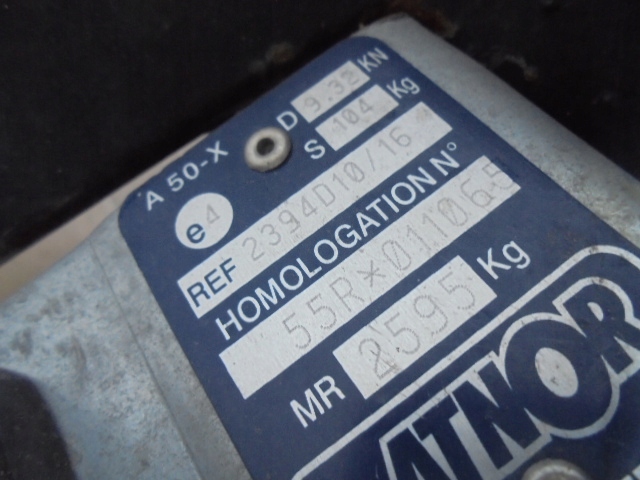 A 50-X
D 9.32 KN
e4
S 104 Kg
REF 2394D10/16
HOMOLOGATION N°
55R*011065
MR 2595 Kg
ATNOR